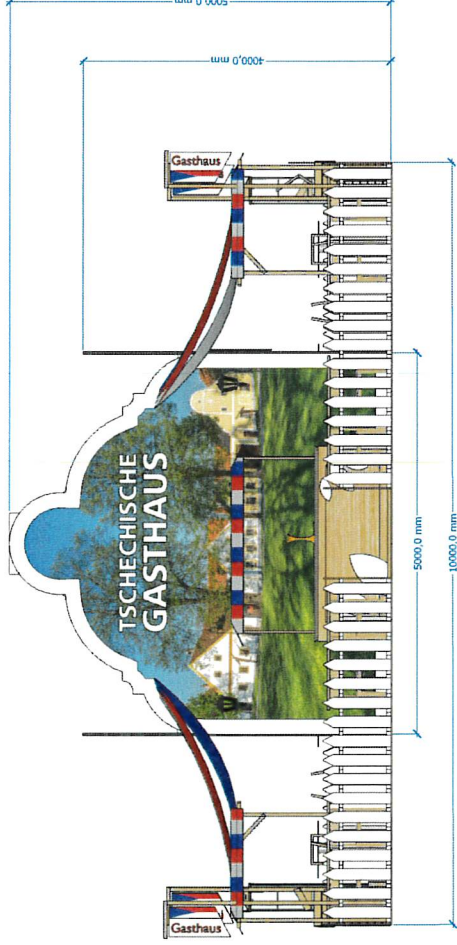 5000,0 mm
4000,0 mm
Gasthaus
Gasthaus
TSCHECHISCHE
GASTHAUS
5000,0 mm
10000,0 mm